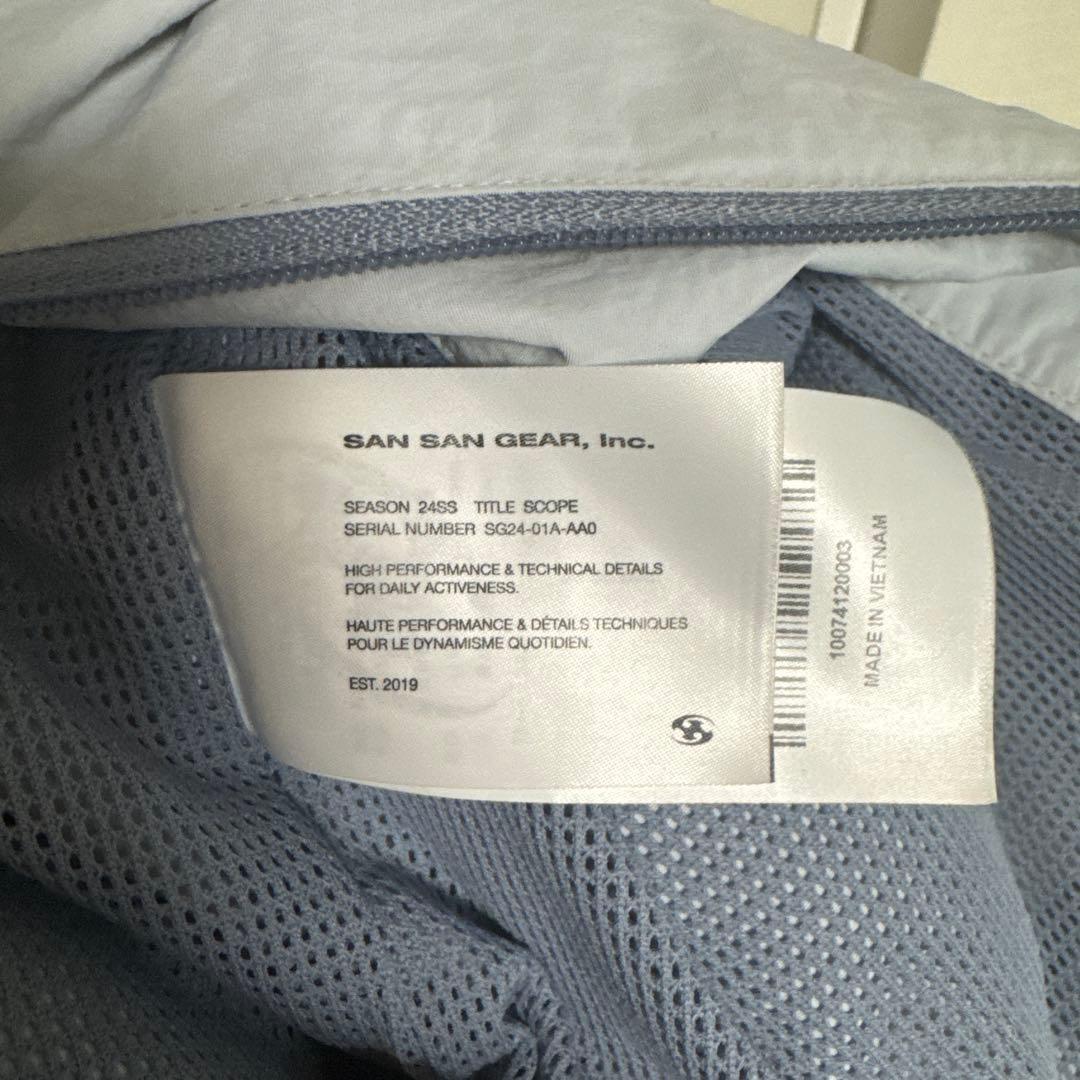 SAN SAN GEAR, Inc.
SEASON 24SS TITLE SCOPE
SERIAL NUMBER SG24-01A-AA0
HIGH PERFORMANCE & TECHNICAL DETAILS
FOR DAILY ACTIVENESS.
HAUTE PERFORMANCE & DÉTAILS TECHNIQUES
POUR LE DYNAMISME QUOTIDIEN.
EST. 2019
10074120003
MADE IN VIETNAM